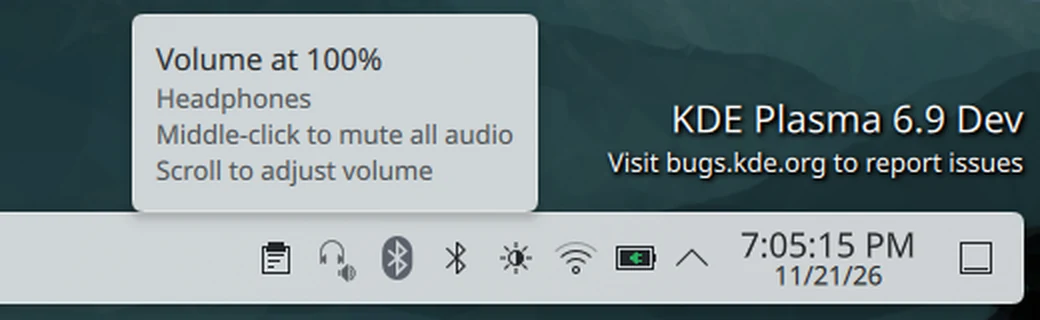 Volume at 100%
Headphones
Middle-click to mute all audio
Scroll to adjust volume
KDE Plasma 6.9 Dev
Visit bugs.kde.org to report issues
7:05:15 PM
11/21/26